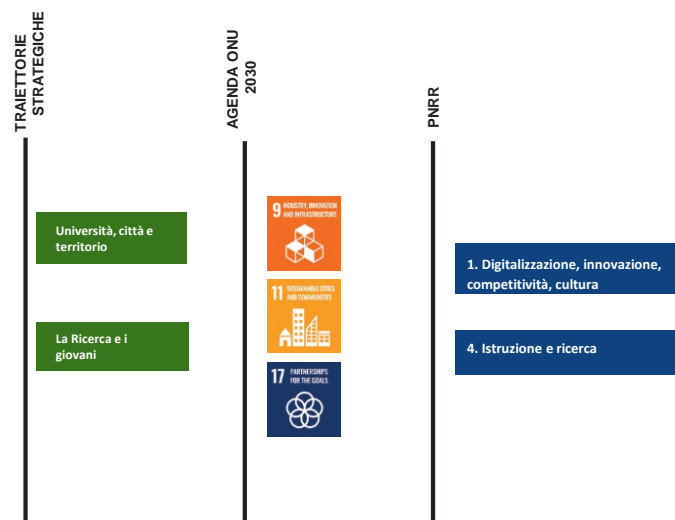 TRAIETTORIE
STRATEGICHE
Università, città e
territorio
La Ricerca e i
giovani
AGENDA ONU
2030
9 INDUSTRY, INNOVATION
AND INFRASTRUCTURE
11 SUSTAINABLE CITIES
AND COMMUNITIES
17 PARTNERSHIPS
FOR THE GOALS
PNRR
1. Digitalizzazione, innovazione,
competitività, cultura
4. Istruzione e ricerca